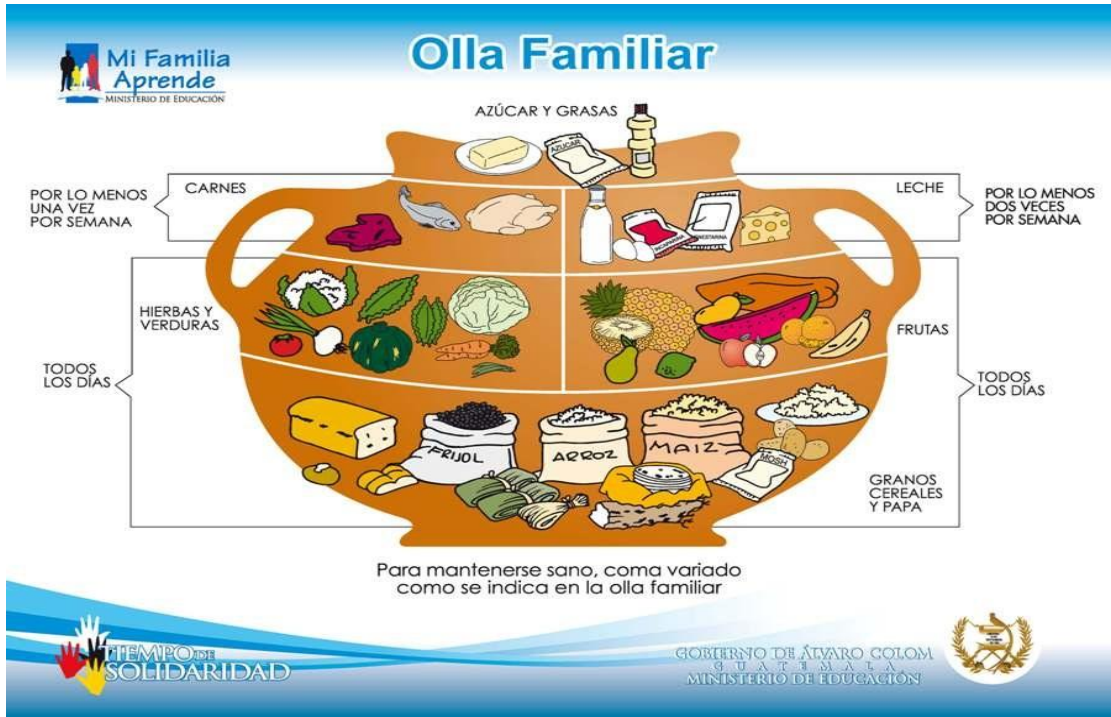 Mi Familia
Aprende
MINISTERIO DE EDUCACIÓN
Olla Familiar
AZÚCAR Y GRASAS
AZUCAR
CARNES
POR LO MENOS
UNA VEZ
POR SEMANA
LECHE
POR LO MENOS
DOS VECES
POR SEMANA
INCAPARINA
HIERBAS Y
VERDURAS
FRUTAS
TODOS
LOS DÍAS
TODOS
LOS DÍAS
FRIJOL
ARROZ
MAIZ
MOSH
GRANOS
CEREALES
Y PAPA
Para mantenerse sano, coma variado
como se indica en la olla familiar
TIEMPO DE
SOLIDARIDAD
GOBIERNO DE ÁLVARO COLOM
GUATEMALA
MINISTERIO DE EDUCACIÓN